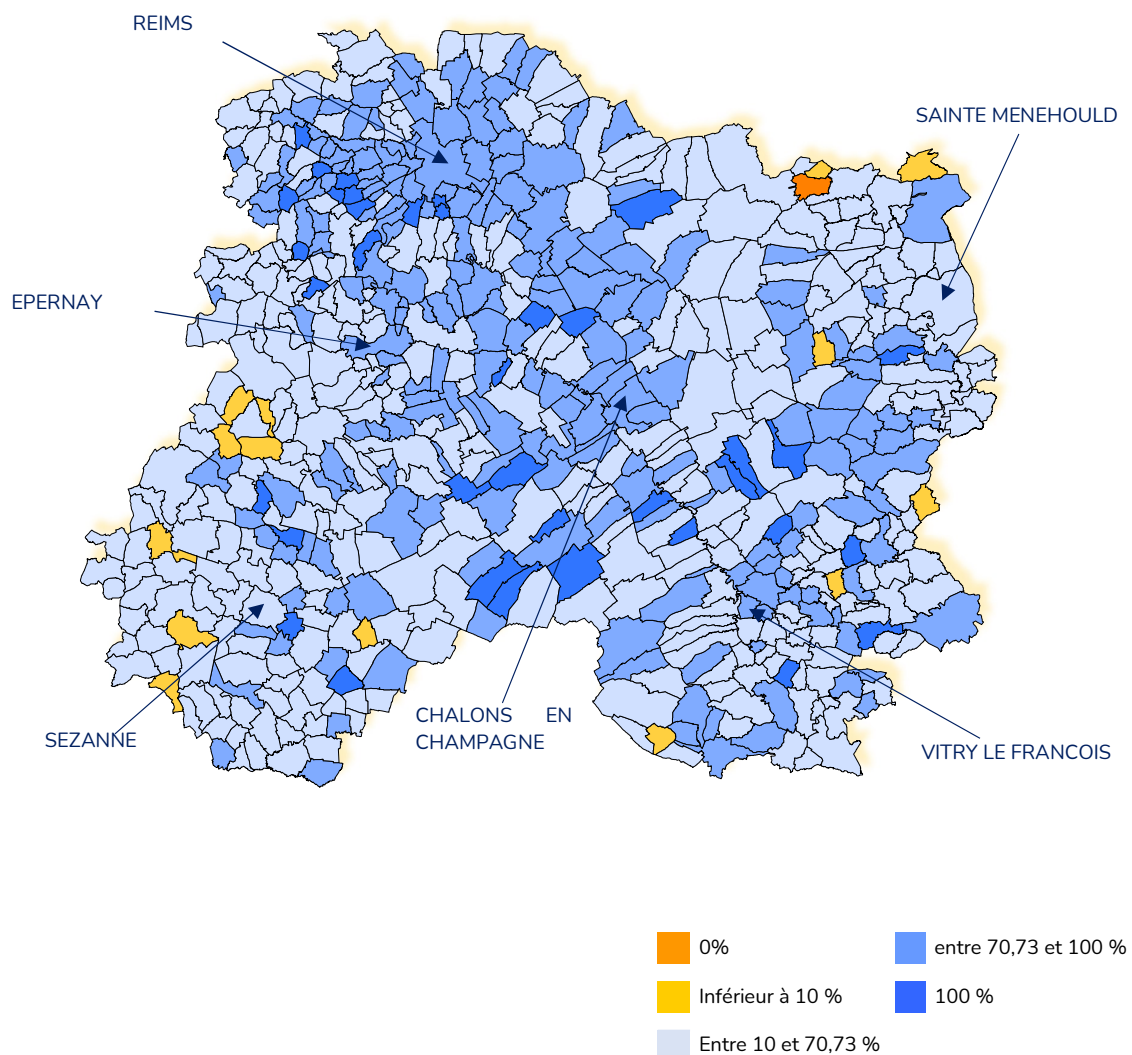 REIMS
SAINTE MENEHOULD
EPERNAY
SEZANNE
CHALONS EN
CHAMPAGNE
VITRY LE FRANCOIS
0%
entre 70,73 et 100 %
Inférieur à 10 %
100 %
Entre 10 et 70,73 %